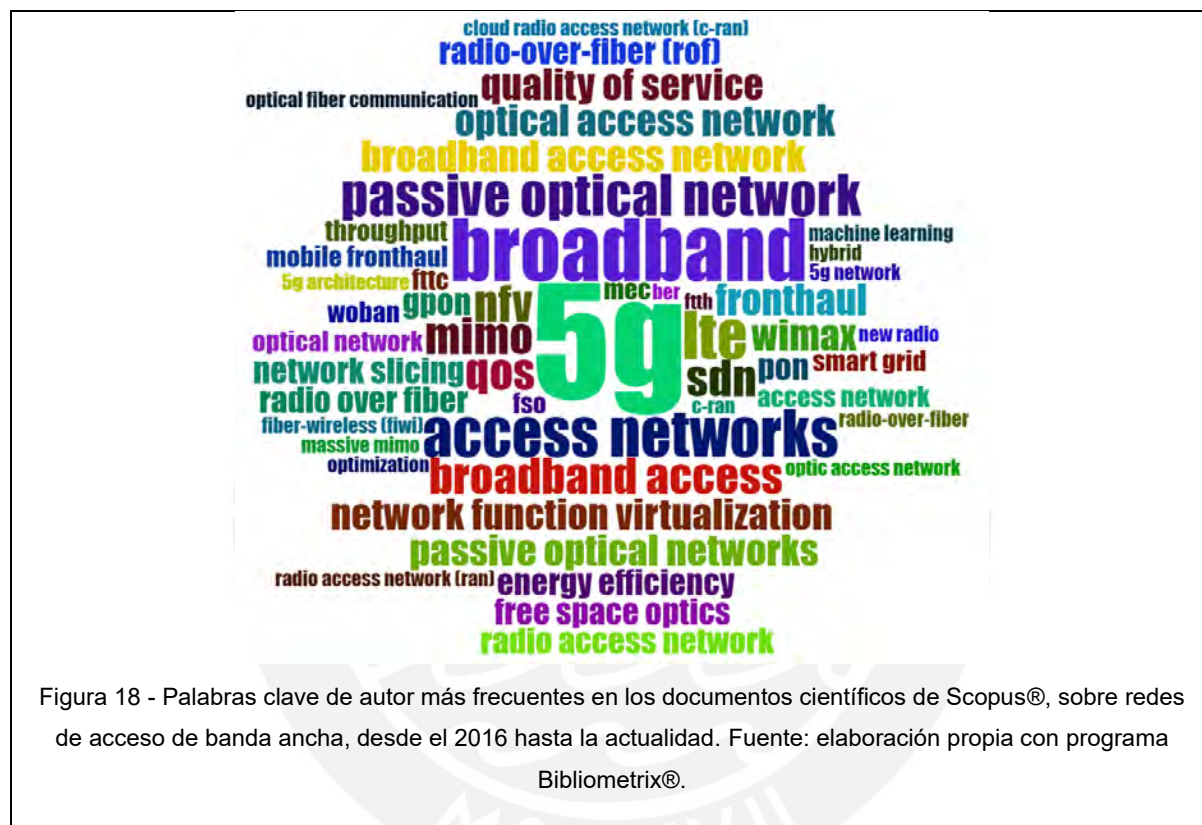 cloud radio access network (c-ran)
radio-over-fiber (rof)
optical fiber communication quality of service
optical access network
broadband access network
passive optical network
throughput broadband machine learning
mobile fronthaul hybrid
5g architecture fttc 5g network
woban gpon nfv 5g mec ber ftth fronthaul
optical network mimo lte wimax new radio
network slicing qos sdn pon smart grid
radio over fiber fso c-ran access network
fiber-wireless (fiwi) access networks radio-over-fiber
massive mimo
optimization broadband access optic access network
network function virtualization
passive optical networks
radio access network (ran) energy efficiency
free space optics
radio access network
Figura 18 - Palabras clave de autor más frecuentes en los documentos científicos de Scopus®, sobre redes
de acceso de banda ancha, desde el 2016 hasta la actualidad. Fuente: elaboración propia con programa
Bibliometrix®.